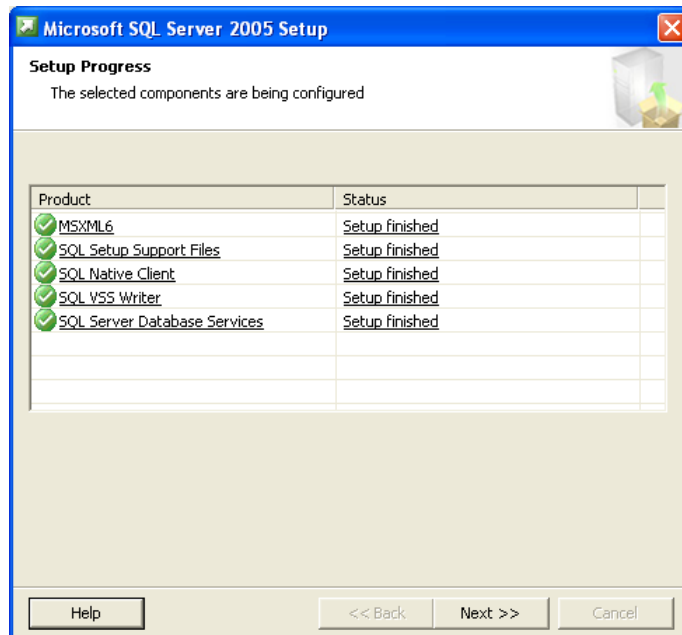 Microsoft SQL Server 2005 Setup
Setup Progress
The selected components are being configured
Product Status
MSXML6 Setup finished
SQL Setup Support Files Setup finished
SQL Native Client Setup finished
SQL VSS Writer Setup finished
SQL Server Database Services Setup finished
Help << Back Next >> Cancel